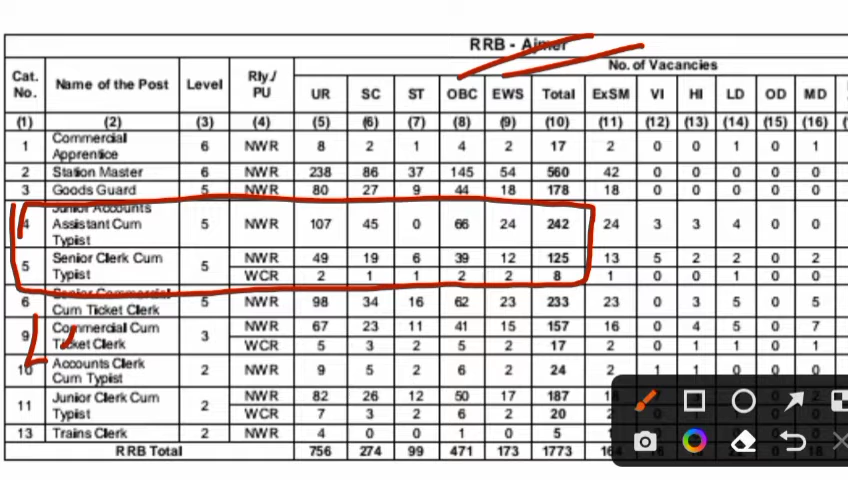 RRB - Ajmer
Cat. No. Name of the Post Level Rly./ PU No. of Vacancies
UR SC ST OBC EWS Total ExSM VI HI LD OD MD
(1) (2) (3) (4) (5) (6) (7) (8) (9) (10) (11) (12) (13) (14) (15) (16)
1 Commercial Apprentice 6 NWR 8 2 1 4 2 17 2 0 0 1 0 1
2 Station Master 6 NWR 238 86 37 145 54 560 42 0 0 0 0 0
3 Goods Guard 5 NWR 80 27 9 44 18 178 18 0 0 0 0 0
4 Junior Accounts Assistant Cum Typist 5 NWR 107 45 0 66 24 242 24 3 3 4 0 0
5 Senior Clerk Cum Typist 5 NWR 49 19 6 39 12 125 13 5 2 2 0 2
WCR 2 1 1 2 2 8 1 0 0 1 0 0
6 Senior Commercial Cum Ticket Clerk 5 NWR 98 34 16 62 23 233 23 0 3 5 0 5
9 Commercial Cum Ticket Clerk 3 NWR 67 23 11 41 15 157 16 0 4 5 0 7
WCR 5 3 2 5 2 17 2 0 1 1 0 1
10 Accounts Clerk Cum Typist 2 NWR 9 5 2 6 2 24 2 1 1
11 Junior Clerk Cum Typist 2 NWR 82 26 12 50 17 187
WCR 7 3 2 6 2 20
13 Trains Clerk 2 NWR 4 0 0 1 0 5
RRB Total 756 274 99 471 173 1773